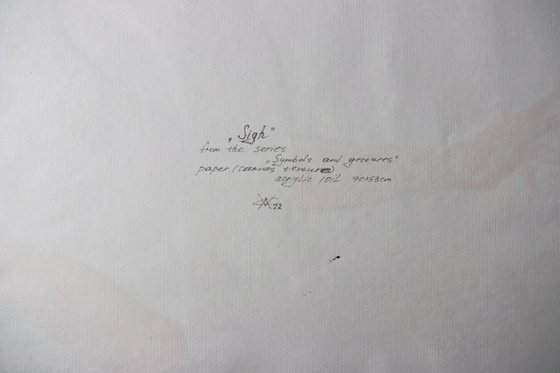 „Sigh"
from the series
„Symbols and gestures"
paper (canvas texture)
acrylic / oil 70x53cm
22